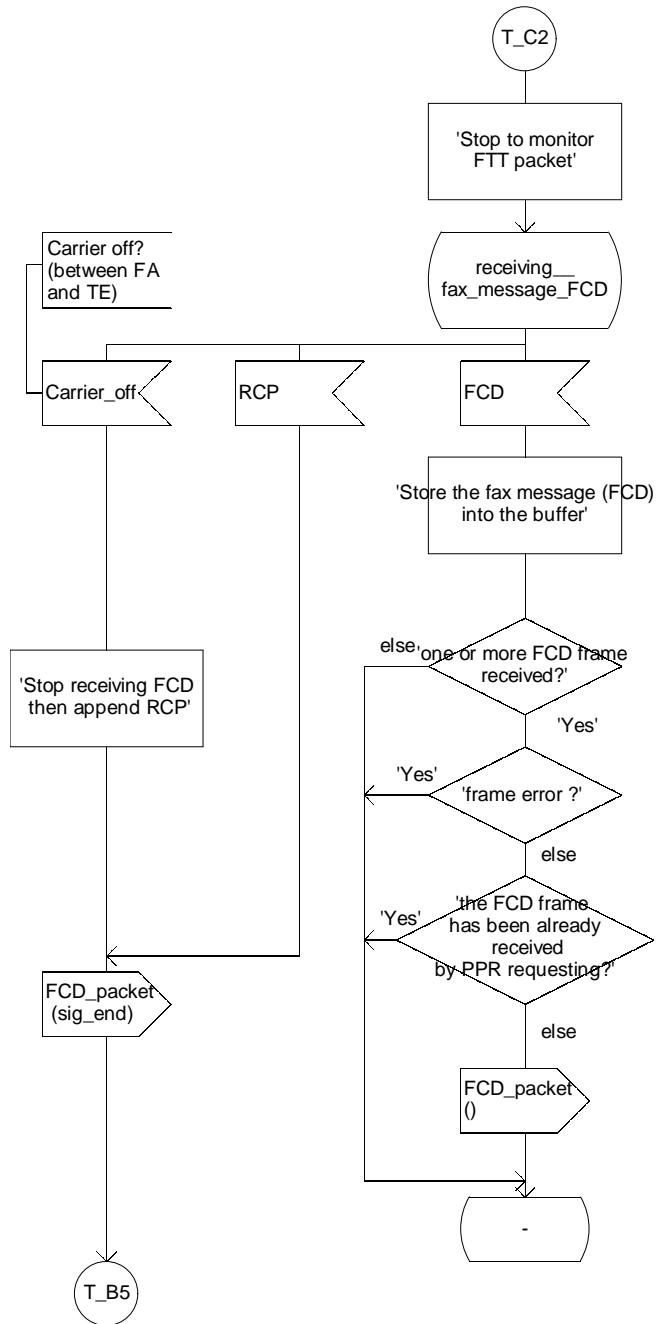 T_C2
'Stop to monitor
FTT packet'
Carrier off?
(between FA
and TE)
receiving__
fax_message_FCD
Carrier_off
RCP
FCD
'Store the fax message (FCD)
into the buffer'
else
'one or more FCD frame
received?'
'Stop receiving FCD
then append RCP'
'Yes'
'Yes'
'frame error ?'
else
'the FCD frame
has been already
received
by PPR requesting?'
'Yes'
FCD_packet
(sig_end)
else
FCD_packet
()
-
T_B5